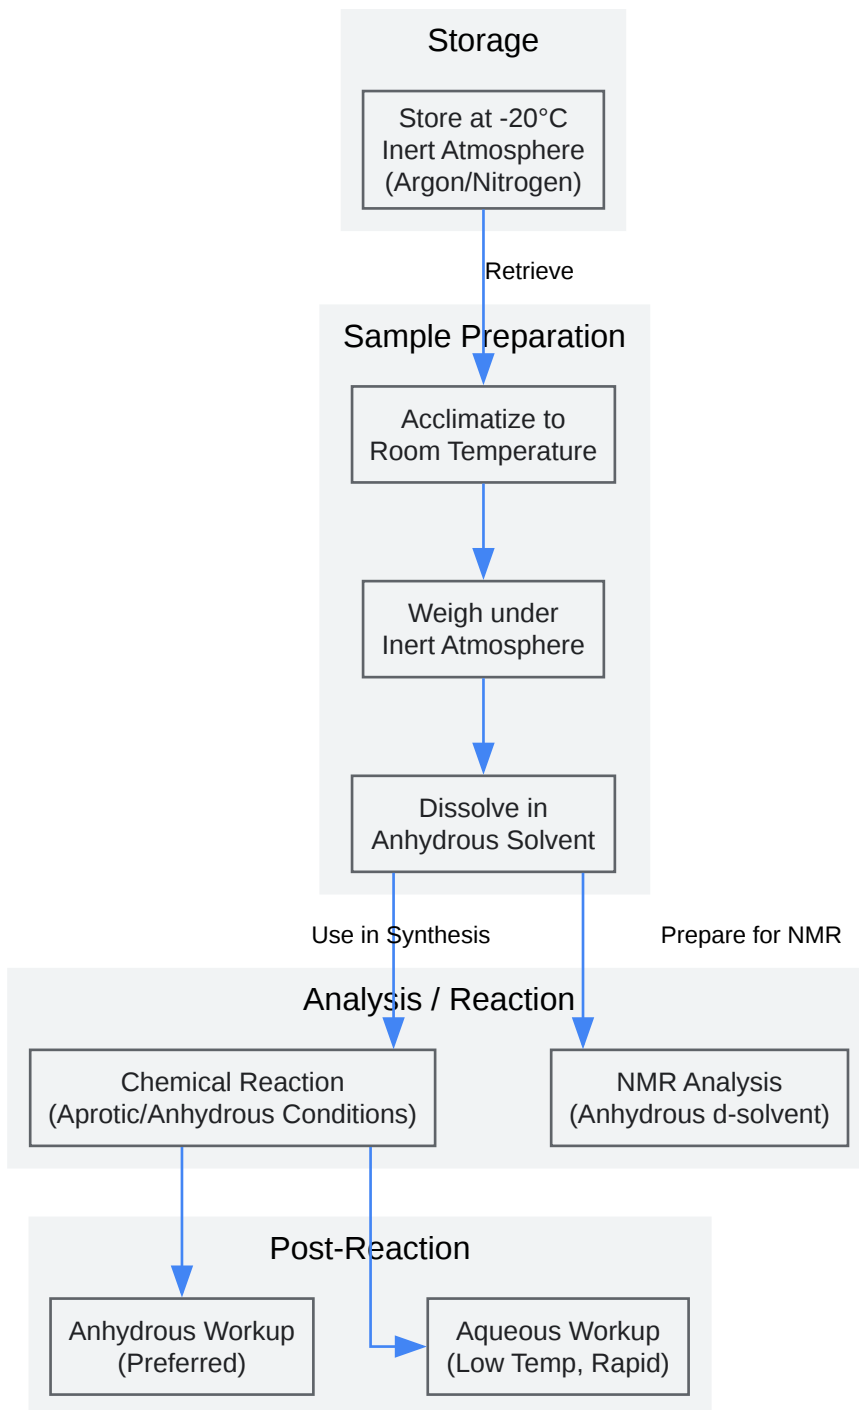 Storage
Store at -20°C
Inert Atmosphere
(Argon/Nitrogen)
Retrieve
Sample Preparation
Acclimatize to
Room Temperature
Weigh under
Inert Atmosphere
Dissolve in
Anhydrous Solvent
Use in Synthesis
Prepare for NMR
Analysis / Reaction
Chemical Reaction
(Aprotic/Anhydrous Conditions)
NMR Analysis
(Anhydrous d-solvent)
Post-Reaction
Anhydrous Workup
(Preferred)
Aqueous Workup
(Low Temp, Rapid)